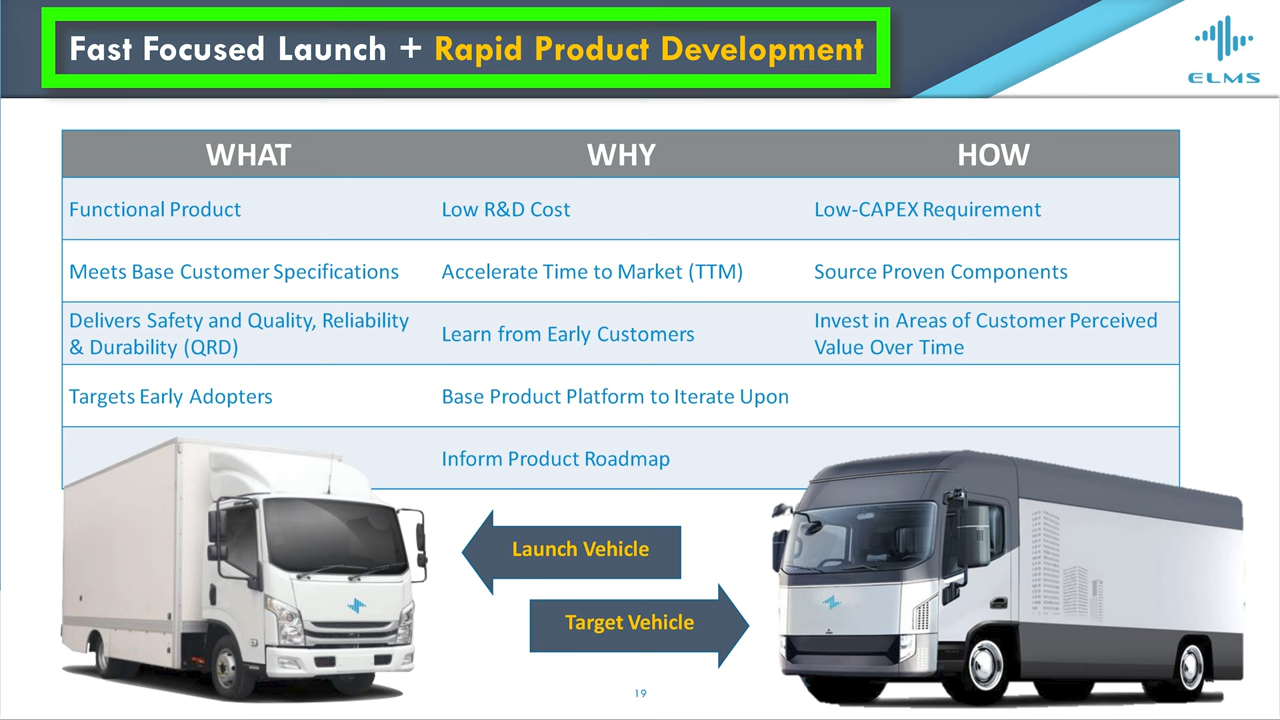 Fast Focused Launch + Rapid Product Development
ELMS
WHAT WHY HOW
Functional Product Low R&D Cost Low-CAPEX Requirement
Meets Base Customer Specifications Accelerate Time to Market (TTM) Source Proven Components
Delivers Safety and Quality, Reliability
& Durability (QRD)
Learn from Early Customers
Invest in Areas of Customer Perceived
Value Over Time
Targets Early Adopters Base Product Platform to Iterate Upon
Inform Product Roadmap
Launch Vehicle
Target Vehicle
19